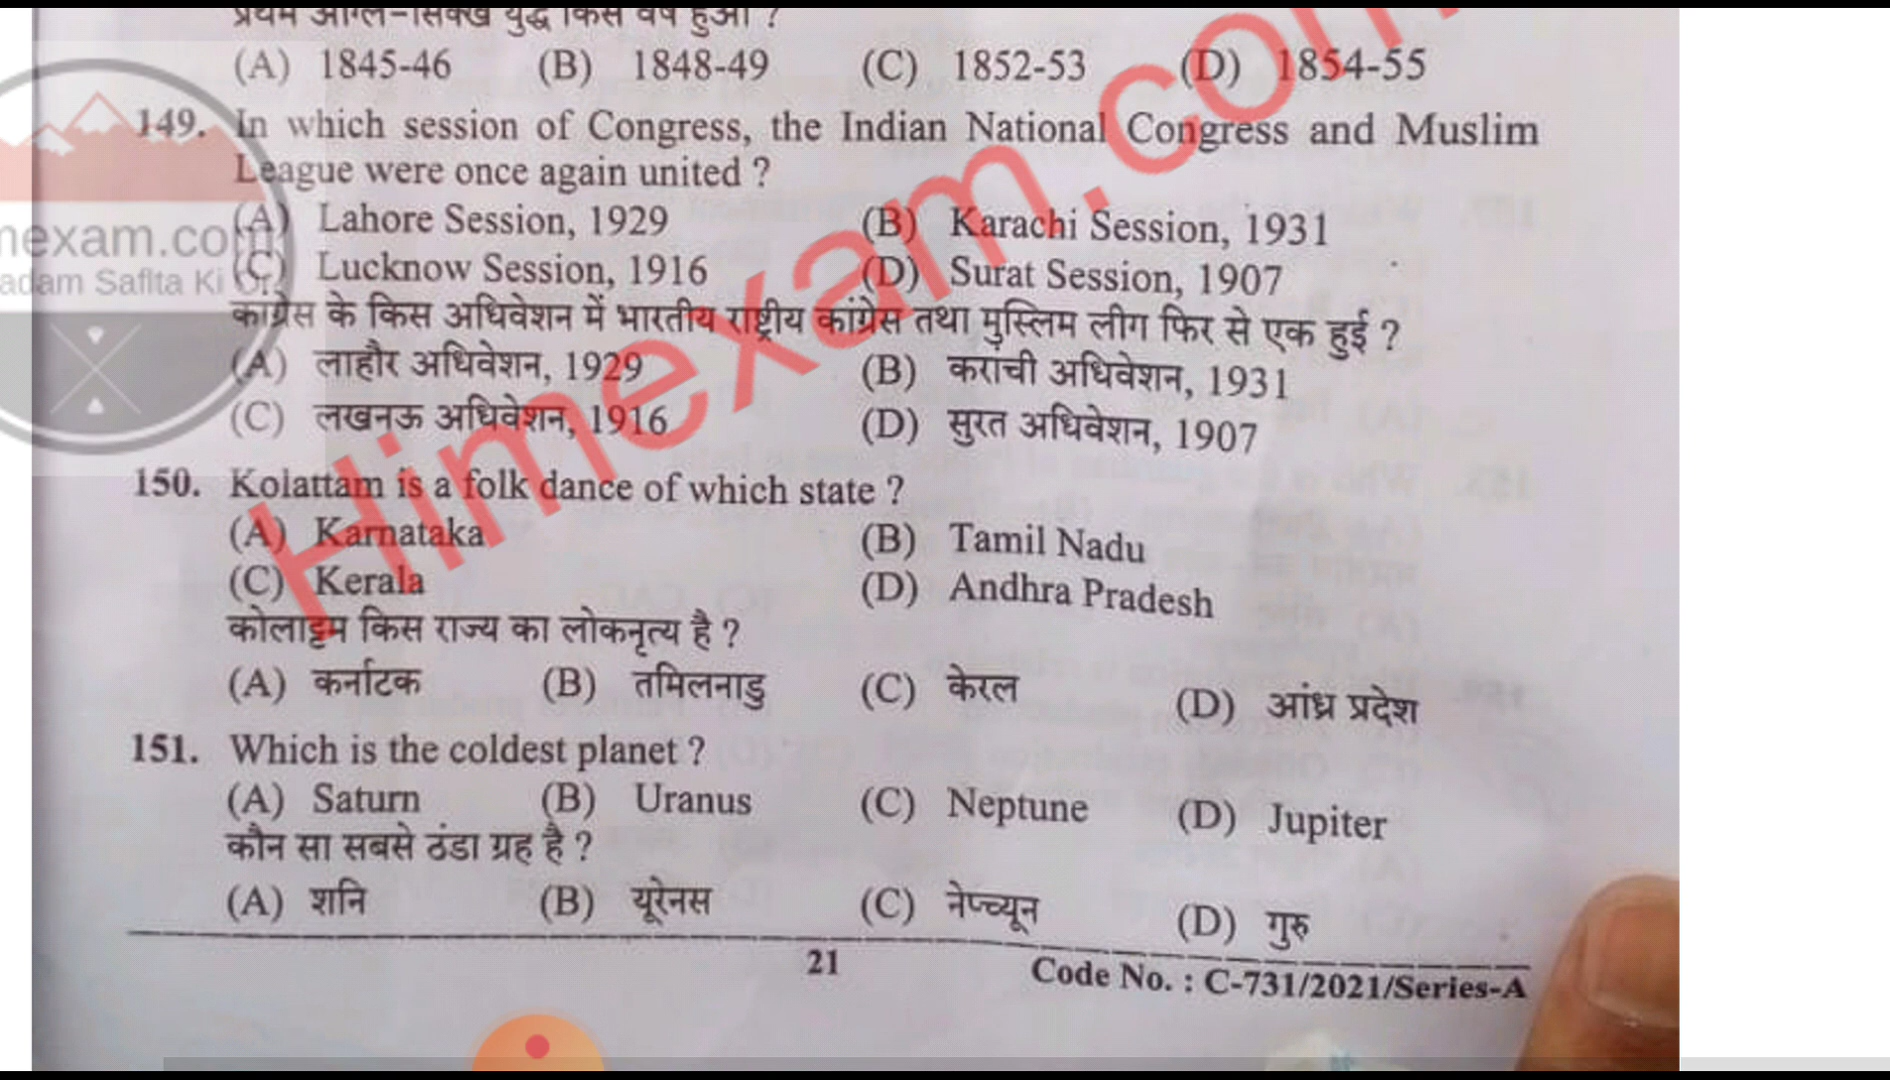 प्रथम आंग्ल-सिक्ख युद्ध किस वर्ष हुआ ?
(A) 1845-46 (B) 1848-49 (C) 1852-53 (D) 1854-55
149. In which session of Congress, the Indian National Congress and Muslim
League were once again united ?
(A) Lahore Session, 1929 (B) Karachi Session, 1931
(C) Lucknow Session, 1916 (D) Surat Session, 1907
कांग्रेस के किस अधिवेशन में भारतीय राष्ट्रीय कांग्रेस तथा मुस्लिम लीग फिर से एक हुई ?
(A) लाहौर अधिवेशन, 1929 (B) करांची अधिवेशन, 1931
(C) लखनऊ अधिवेशन, 1916 (D) सुरत अधिवेशन, 1907
150. Kolattam is a folk dance of which state ?
(A) Karnataka (B) Tamil Nadu
(C) Kerala (D) Andhra Pradesh
कोलाट्टम किस राज्य का लोकनृत्य है ?
(A) कर्नाटक (B) तमिलनाडु (C) केरल (D) आंध्र प्रदेश
151. Which is the coldest planet ?
(A) Saturn (B) Uranus (C) Neptune (D) Jupiter
कौन सा सबसे ठंडा ग्रह है ?
(A) शनि (B) यूरेनस (C) नेप्च्यून (D) गुरु
21
Code No. : C-731/2021/Series-A
Himexam.com
exam.com
adam Saflta Ki Or